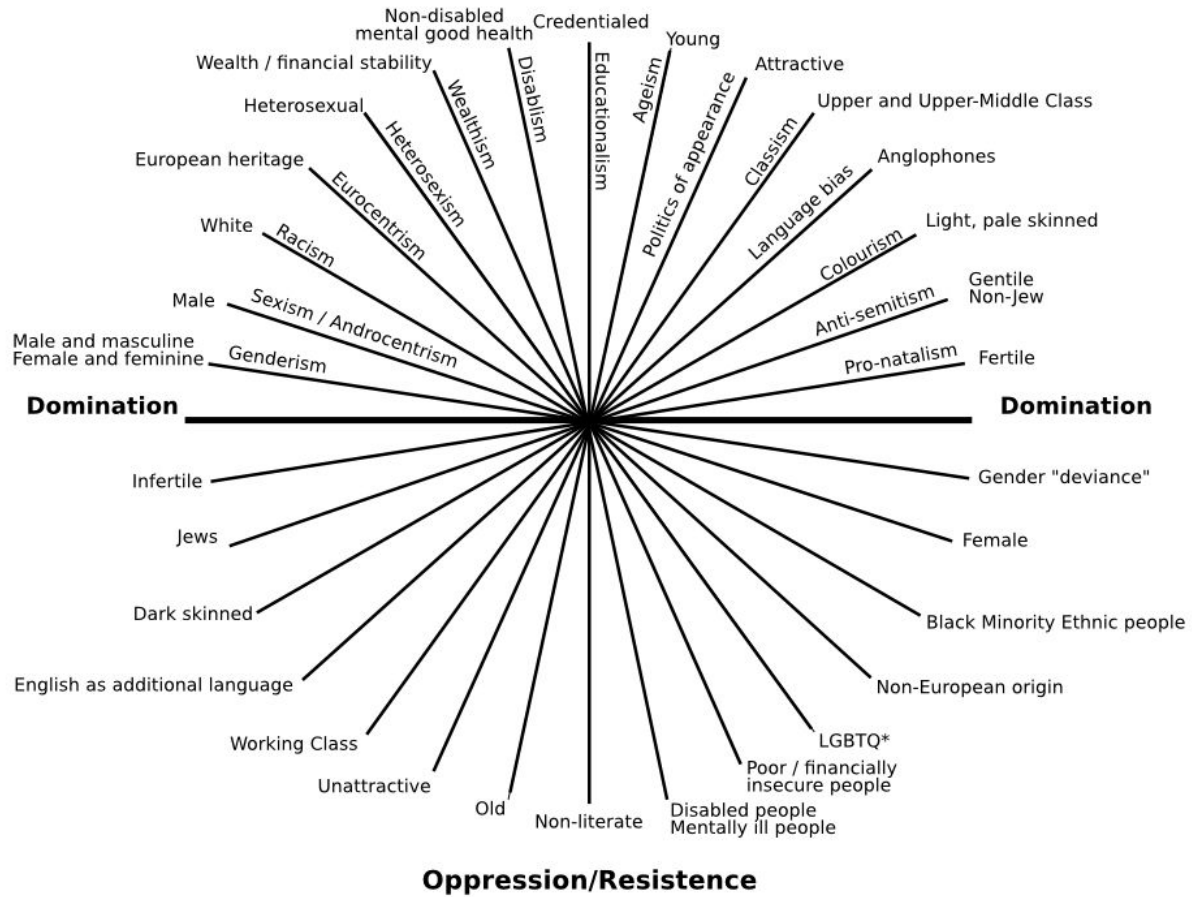 Non-disabled
mental good health
Credentialed
Young
Wealth / financial stability
Attractive
Heterosexual
Upper and Upper-Middle Class
European heritage
Anglophones
White
Light, pale skinned
Male
Gentile
Non-Jew
Male and masculine
Female and feminine
Fertile
Genderism
Sexism / Androcentrism
Racism
Eurocentrism
Heterosexism
Wealthism
Disablism
Educationalism
Ageism
Politics of appearance
Classism
Language bias
Colourism
Anti-semitism
Pro-natalism
Domination
Domination
Infertile
Gender "deviance"
Jews
Female
Dark skinned
Black Minority Ethnic people
English as additional language
Non-European origin
Working Class
LGBTQ*
Unattractive
Poor / financially
insecure people
Old
Non-literate
Disabled people
Mentally ill people
Oppression/Resistence